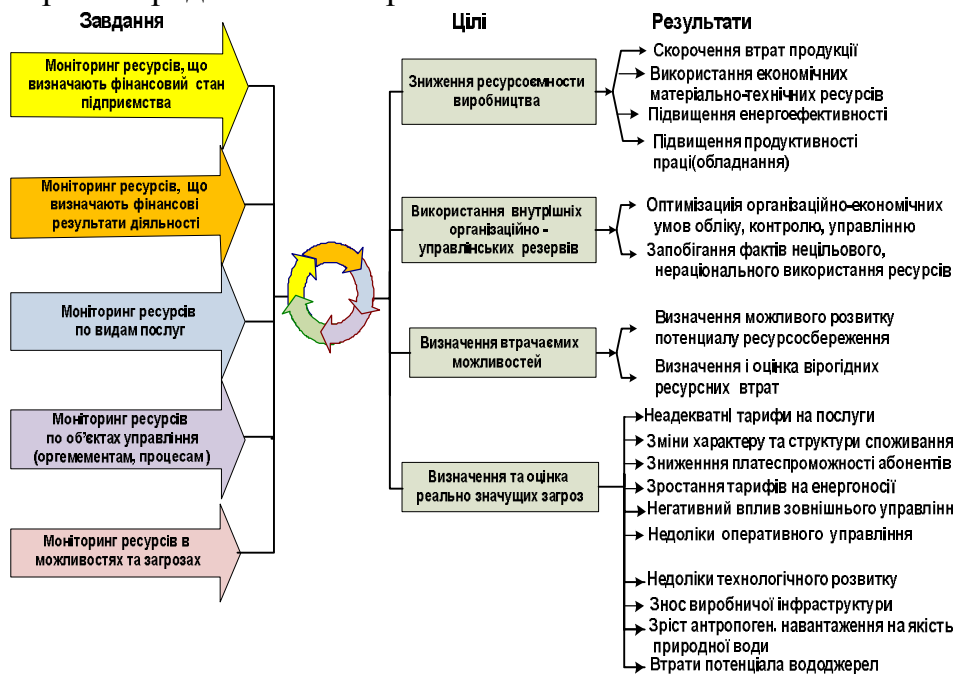 Завдання
Цілі
Результати
Моніторинг ресурсів, що
визначають фінансовий стан
підприємства
Моніторинг ресурсів, що
визначають фінансові
результати діяльності
Моніторинг ресурсів
по видам послуг
Моніторинг ресурсів
по об’єктах управління
(оргемементам, процесам)
Моніторинг ресурсів в
можливостях та загрозах
Зниження ресурсоємности
виробництва
Використання внутрішніх
організаційно -
управлінських резервів
Визначення втрачаємих
можливостей
Визначення та оцінка
реально значущих загроз
Скорочення втрат продукції
Використання економічних
матеріально-технічних ресурсів
Підвищення енергоефективності
Підвищення продуктивності
праці(обладнання)
Оптимизациія організаційно-економічних
умов обліку, контролю, управлінню
Запобігання фактів нецільового,
нераціонального використання ресурсів
Визначення можливого розвитку
потенциалу ресурсосбереження
Визначення і оцінка вірогідних
ресурсних втрат
Неадекватні тарифи на послуги
Зміни характеру та структури споживання
Зниженння платеспроможності абонентів
Зростання тарифів на енергоносії
Негативний вплив зовнішнього управлінн
Недоліки оперативного управління
Недоліки технологічного розвитку
Знос виробничої інфраструктури
Зріст антропоген. навантаження на якість
природної води
Втрати потенціала вододжерел